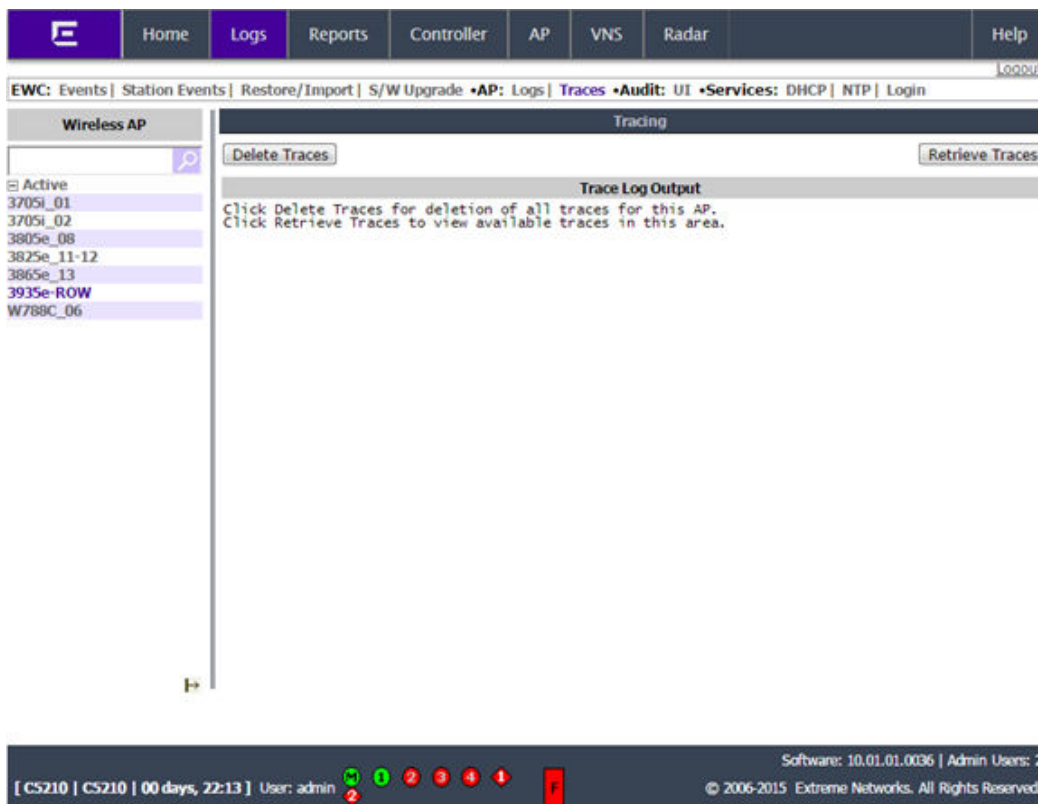 Home Logs Reports Controller AP VNS Radar Help
Logout
EWC: Events | Station Events | Restore/Import | S/W Upgrade •AP: Logs | Traces •Audit: UI •Services: DHCP | NTP | Login
Wireless AP
Tracing
Delete Traces
Retrieve Traces
Active
3705i_01
3705i_02
3805e_08
3825e_11-12
3865e_13
3935e-ROW
W788C_06
Trace Log Output
Click Delete Traces for deletion of all traces for this AP.
Click Retrieve Traces to view available traces in this area.
Software: 10.01.01.0036 | Admin Users: 2
[ C5210 | C5210 | 00 days, 22:13 ] User: admin M 2 1 2 3 4 1 F
© 2006-2015 Extreme Networks. All Rights Reserved